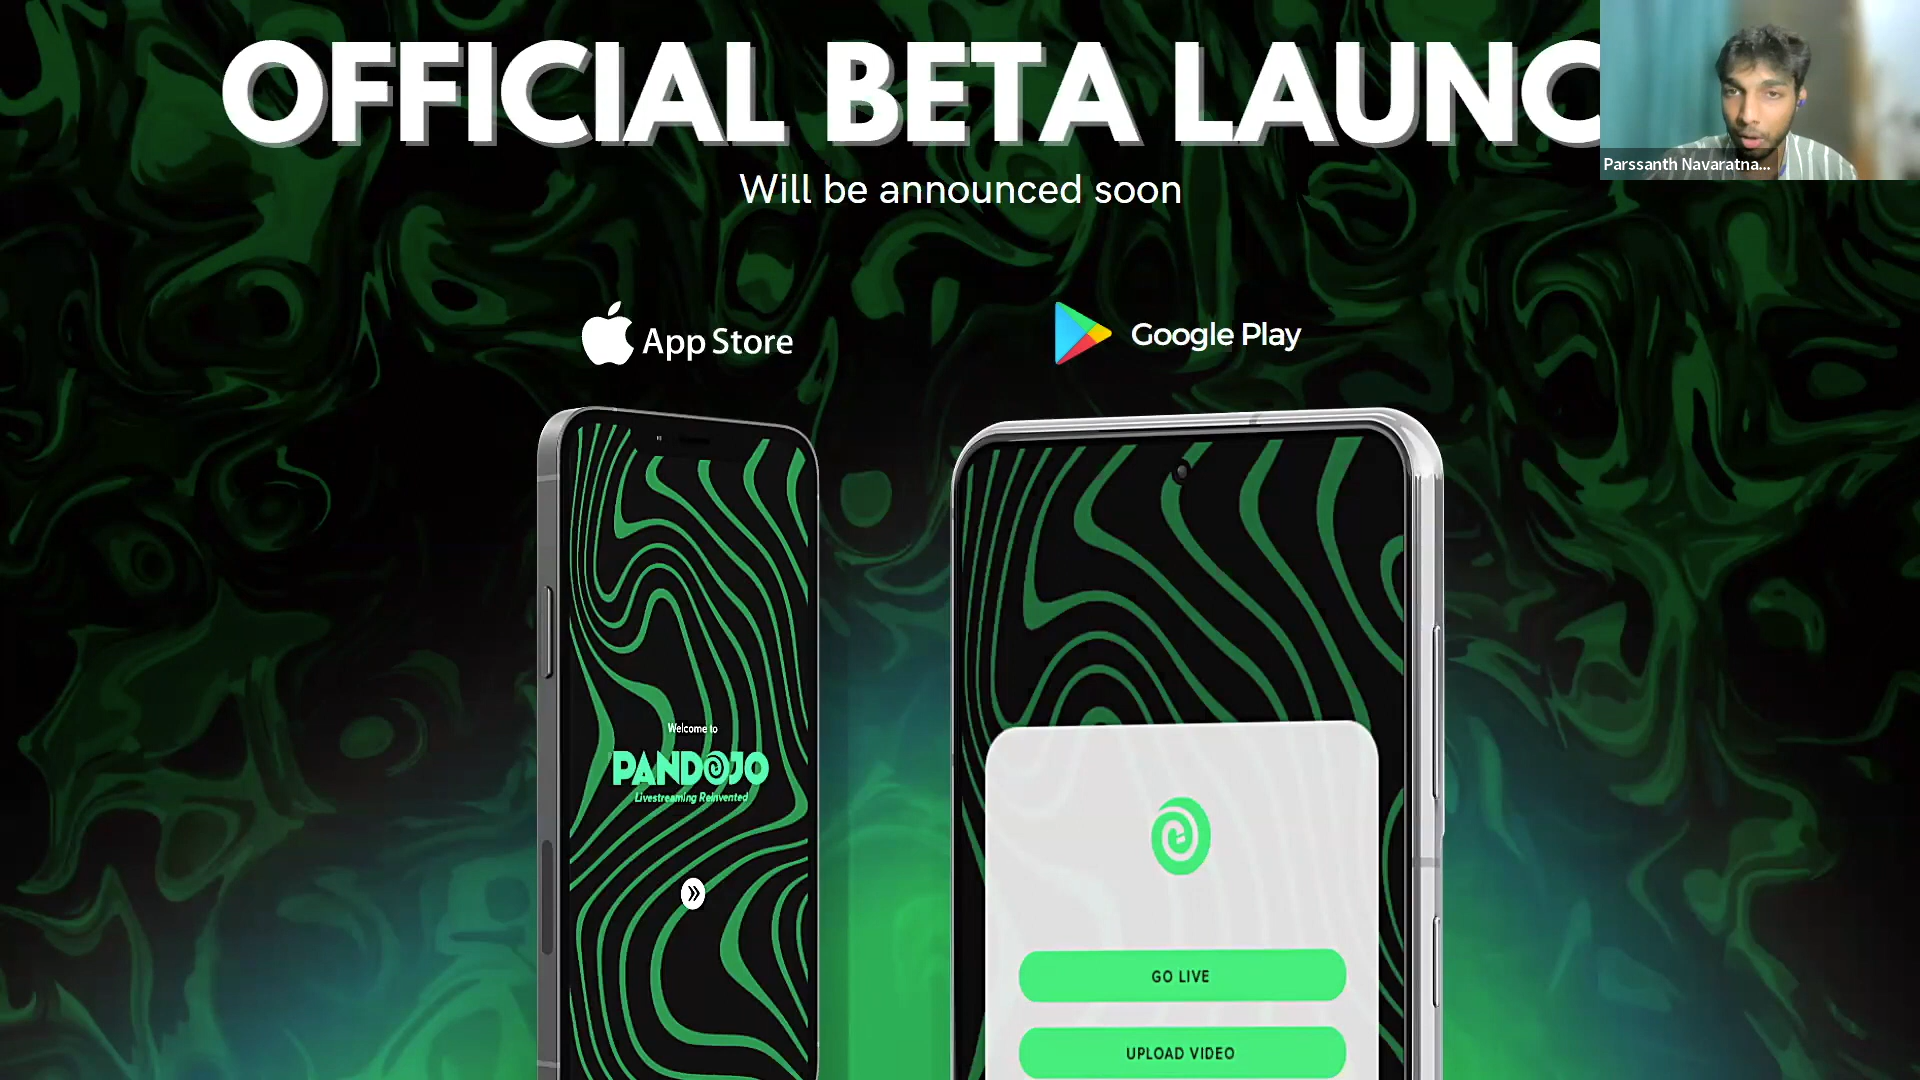 OFFICIAL BETA LAUNC
Parssanth Navaratna...
Will be announced soon
App Store
Google Play
Welcome to
PANDOJO
Livestreaming Reinvented
GO LIVE
UPLOAD VIDEO